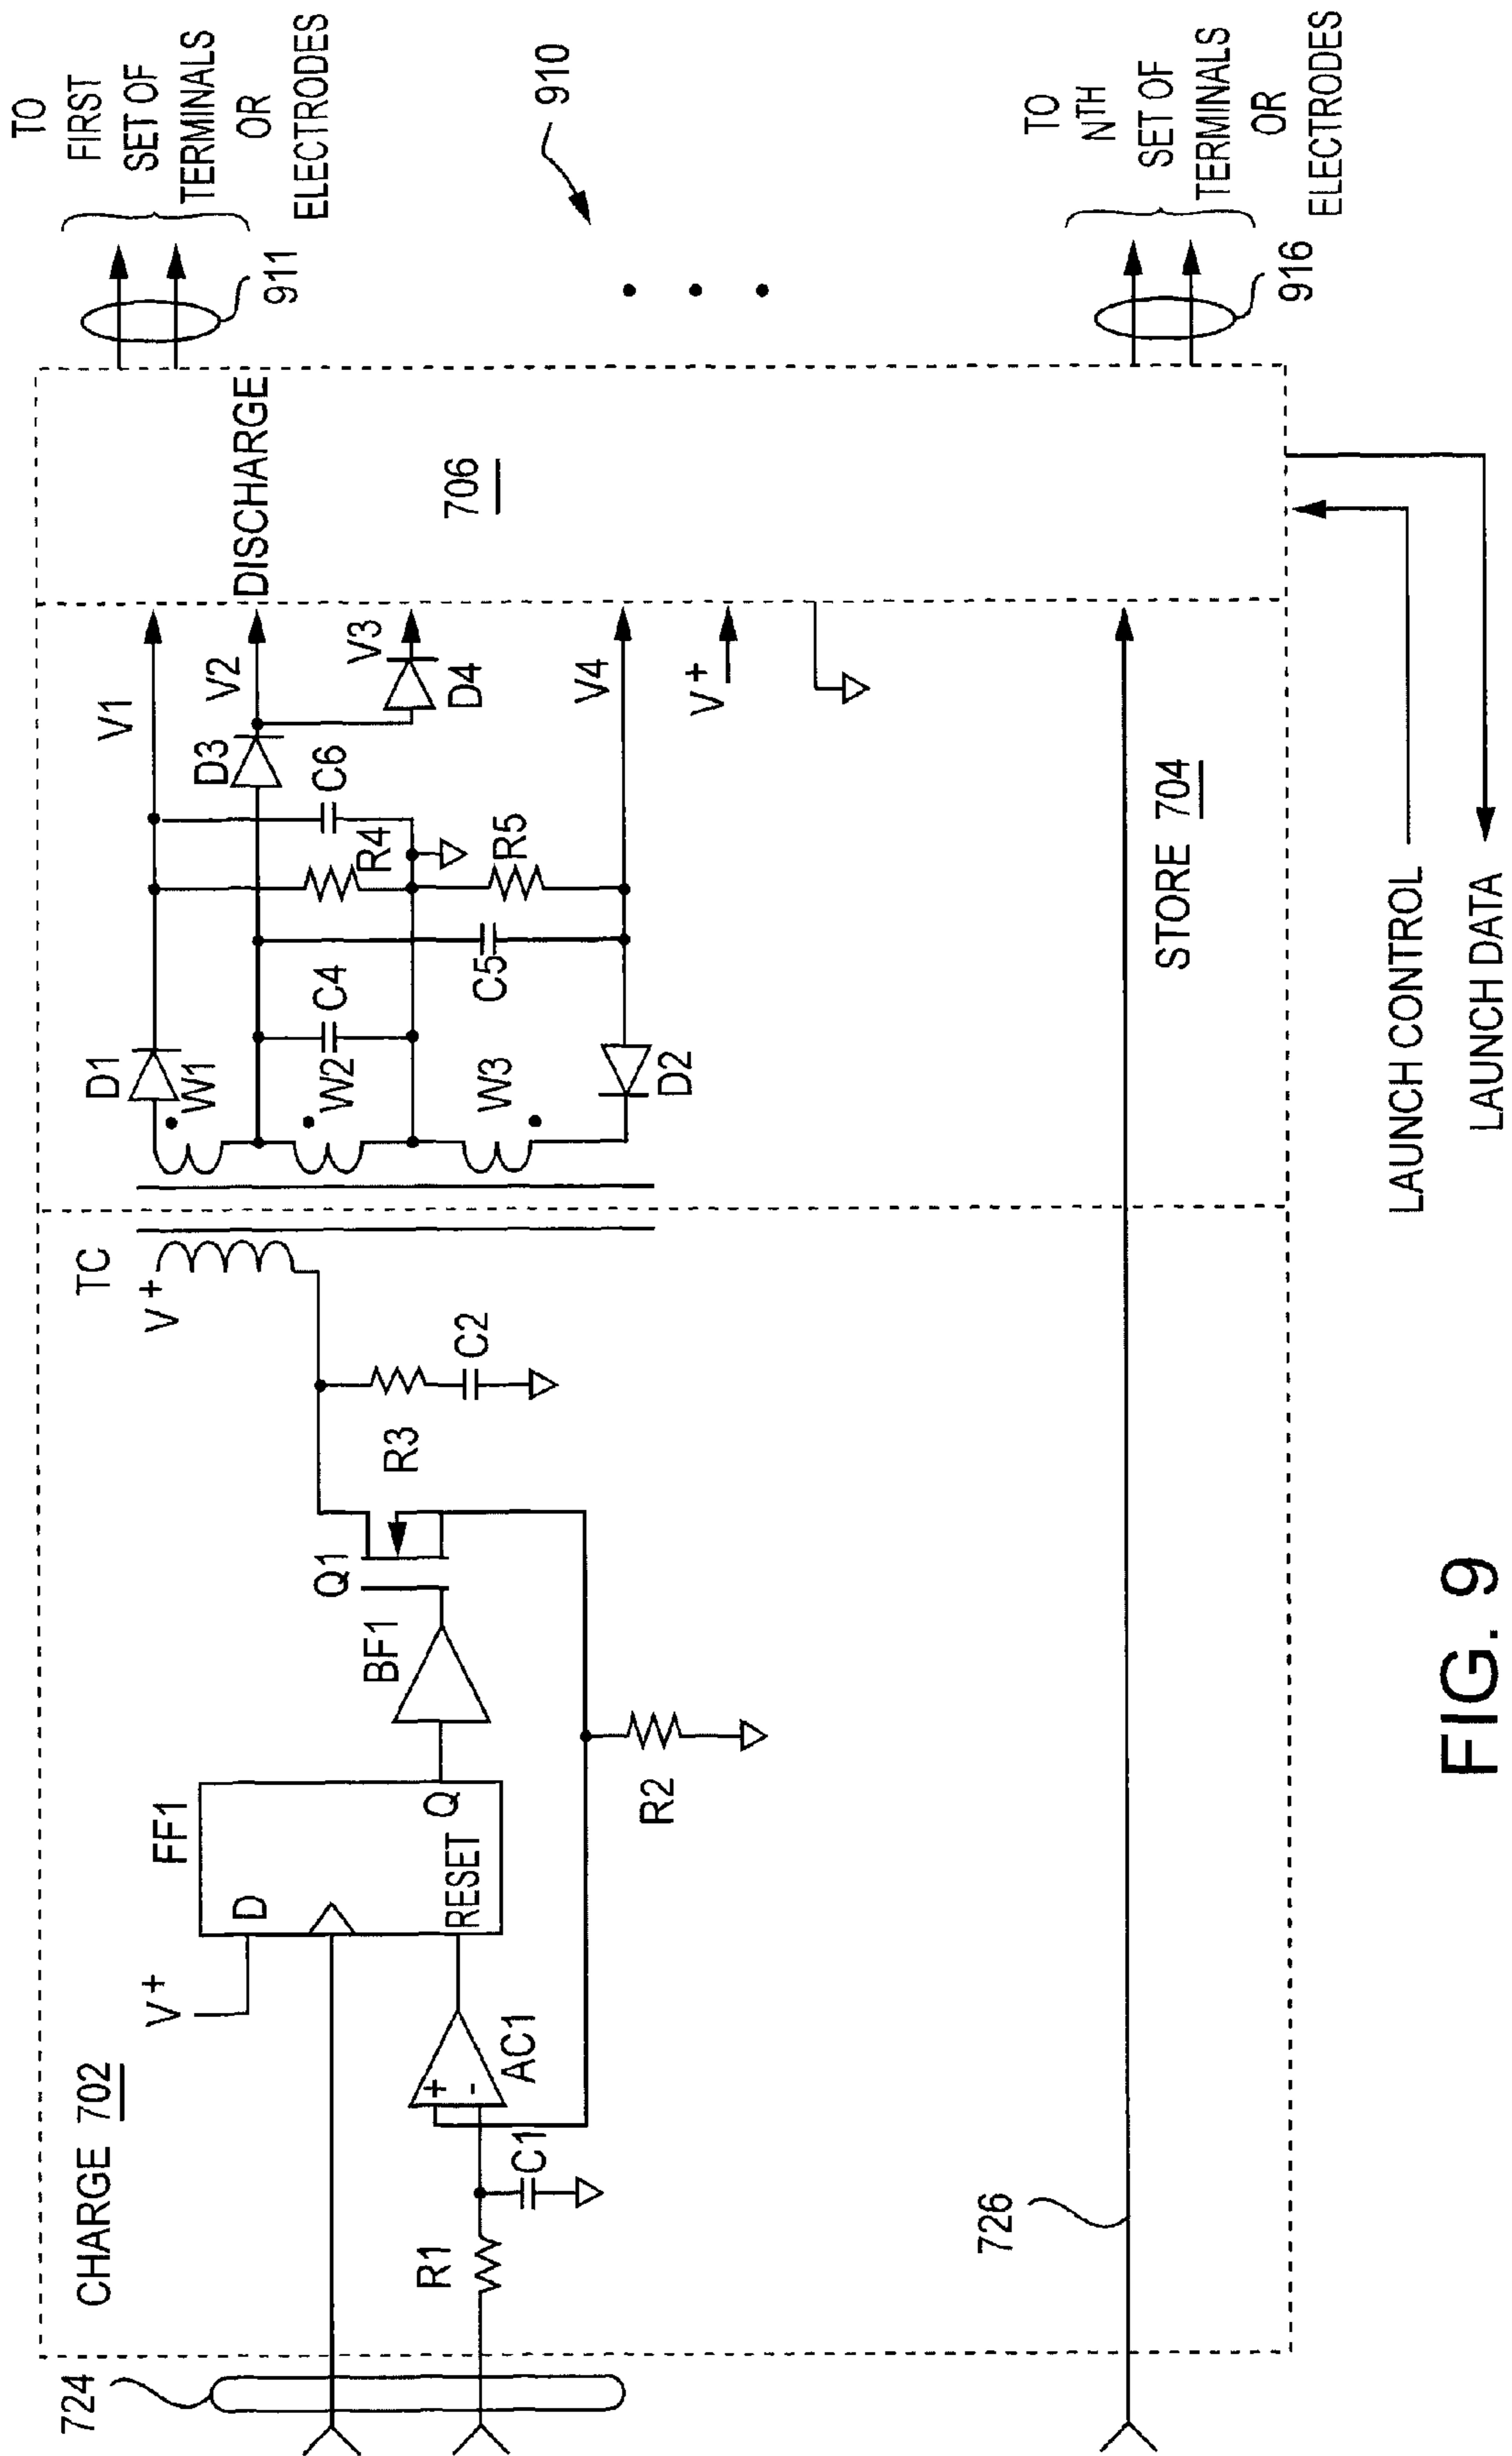 724
CHARGE 702
V+
FF1
D
Q
RESET
AC1
+
-
R1
C1
BF1
Q1
R2
R3
C2
TC
V+
726
D1
W1
W2
W3
D2
C4
C5
R4
R5
C6
D3
D4
V1
V2
V3
V4
V+
STORE 704
DISCHARGE
706
TO
FIRST
SET OF
TERMINALS
OR
ELECTRODES
911
910
TO
NTH
SET OF
TERMINALS
OR
ELECTRODES
916
LAUNCH CONTROL
LAUNCH DATA
FIG. 9